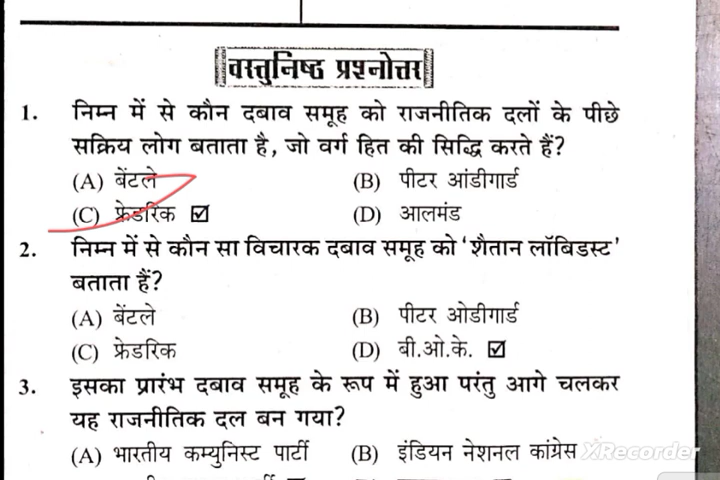 वस्तुनिष्ठ प्रश्नोत्तर
1. निम्न में से कौन दबाव समूह को राजनीतिक दलों के पीछे
सक्रिय लोग बताता है, जो वर्ग हित की सिद्धि करते हैं?
(A) बेंटले (B) पीटर आंडीगार्ड
(C) फ्रेडरिक ☑ (D) आलमंड
2. निम्न में से कौन सा विचारक दबाव समूह को 'शैतान लॉबिडस्ट'
बताता हैं?
(A) बेंटले (B) पीटर ओडीगार्ड
(C) फ्रेडरिक (D) बी.ओ.के. ☑
3. इसका प्रारंभ दबाव समूह के रूप में हुआ परंतु आगे चलकर
यह राजनीतिक दल बन गया?
(A) भारतीय कम्युनिस्ट पार्टी (B) इंडियन नेशनल कांग्रेस
XRecorder